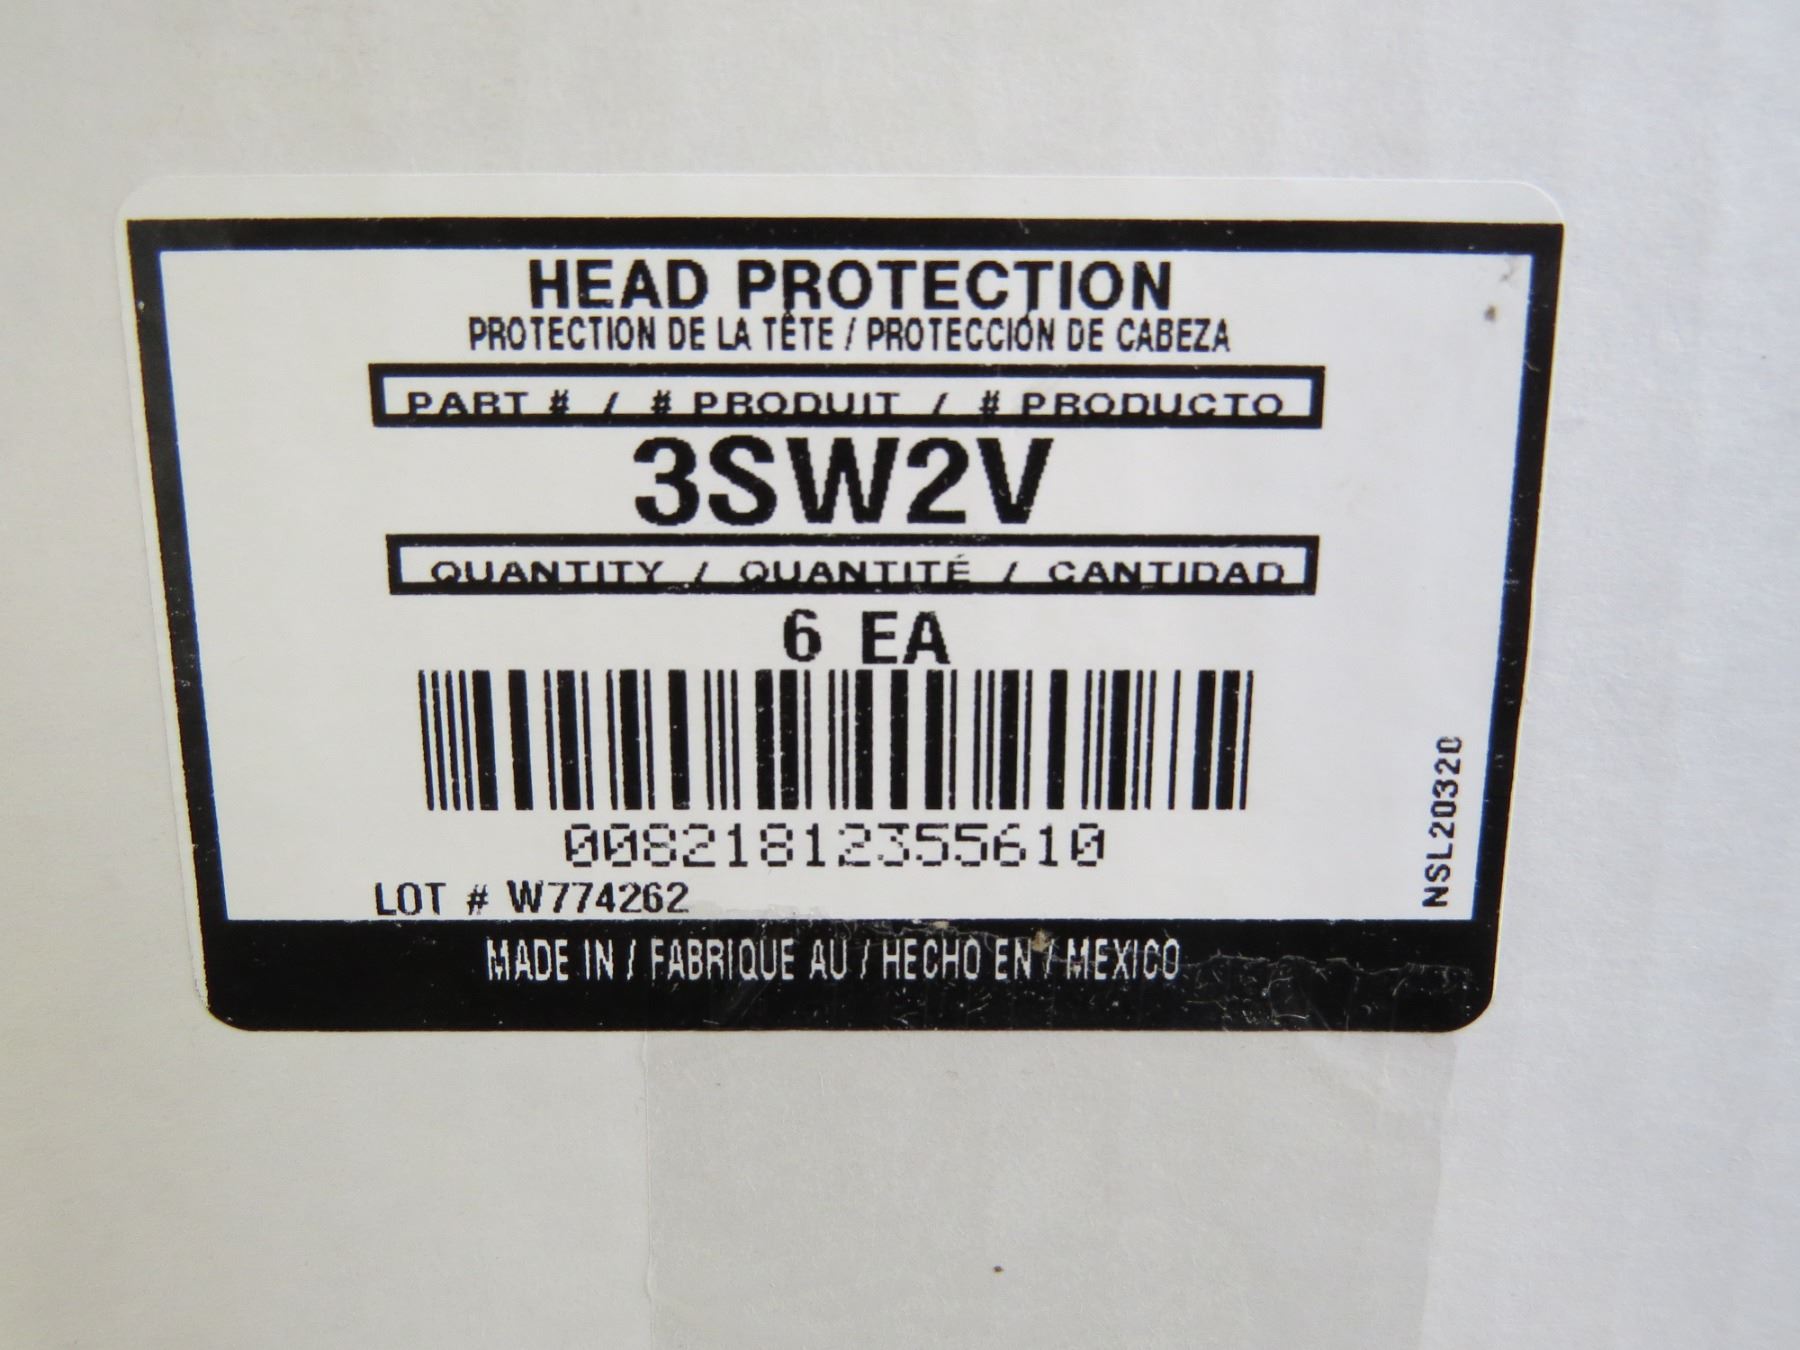 HEAD PROTECTION
PROTECTION DE LA TÊTE / PROTECCIÓN DE CABEZA
PART # / # PRODUIT / # PRODUCTO
3SW2V
QUANTITY / QUANTITÉ / CANTIDAD
6 EA
00821812355610
LOT # W774262
NSL20320
MADE IN / FABRIQUE AU / HECHO EN / MEXICO